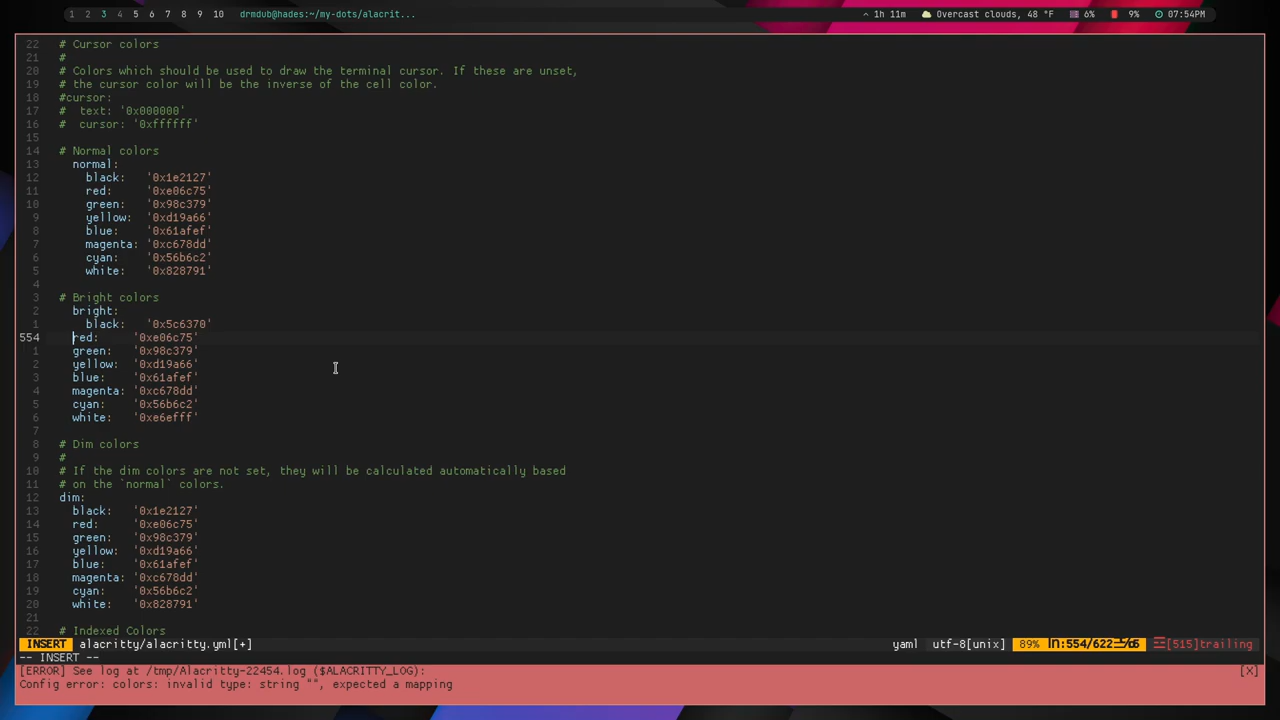 1 2 3 4 5 6 7 8 9 10 drmdub@hades:~/my-dots/alacrit... 1h 11m Overcast clouds, 48 °F 6% 9% 07:54PM
22 # Cursor colors
21 #
20 # Colors which should be used to draw the terminal cursor. If these are unset,
19 # the cursor color will be the inverse of the cell color.
18 #cursor:
17 #  text: '0x000000'
16 #  cursor: '0xffffff'
15
14 # Normal colors
13 normal:
12 black: '0x1e2127'
11 red: '0xe06c75'
10 green: '0x98c379'
9 yellow: '0xd19a66'
8 blue: '0x61afef'
7 magenta: '0xc678dd'
6 cyan: '0x56b6c2'
5 white: '0x828791'
4
3 # Bright colors
2 bright:
1 black: '0x5c6370'
554 red: '0xe06c75'
1 green: '0x98c379'
2 yellow: '0xd19a66'
3 blue: '0x61afef'
4 magenta: '0xc678dd'
5 cyan: '0x56b6c2'
6 white: '0xe6efff'
7
8 # Dim colors
9 #
10 # If the dim colors are not set, they will be calculated automatically based
11 # on the `normal` colors.
12 dim:
13 black: '0x1e2127'
14 red: '0xe06c75'
15 green: '0x98c379'
16 yellow: '0xd19a66'
17 blue: '0x61afef'
18 magenta: '0xc678dd'
19 cyan: '0x56b6c2'
20 white: '0x828791'
21
22 # Indexed Colors
INSERT alacritty/alacritty.yml[+] yaml utf-8[unix] 89% ln:554/622 [515]trailing
-- INSERT --
[ERROR] See log at /tmp/Alacritty-22454.log ($ALACRITTY_LOG): [X]
Config error: colors: invalid type: string "", expected a mapping